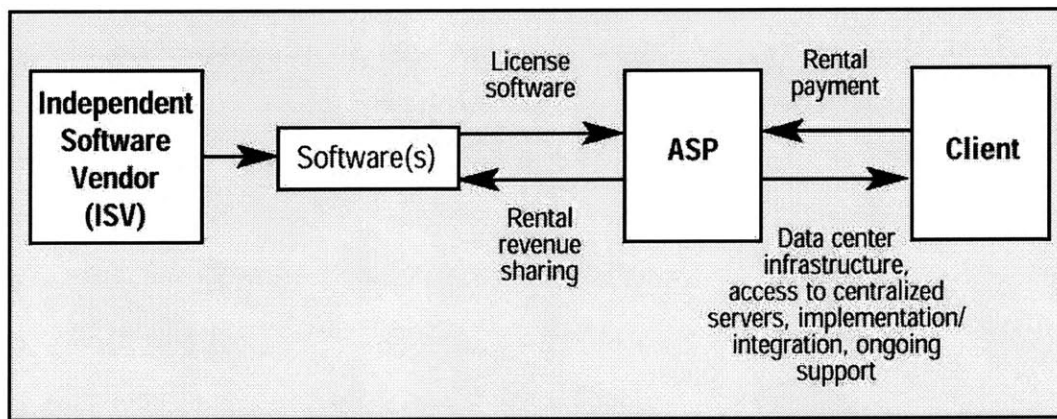 Independent
Software
Vendor
(ISV)
Software(s)
License
software
Rental
revenue
sharing
ASP
Rental
payment
Data center
infrastructure,
access to centralized
servers, implementation/
integration, ongoing
support
Client